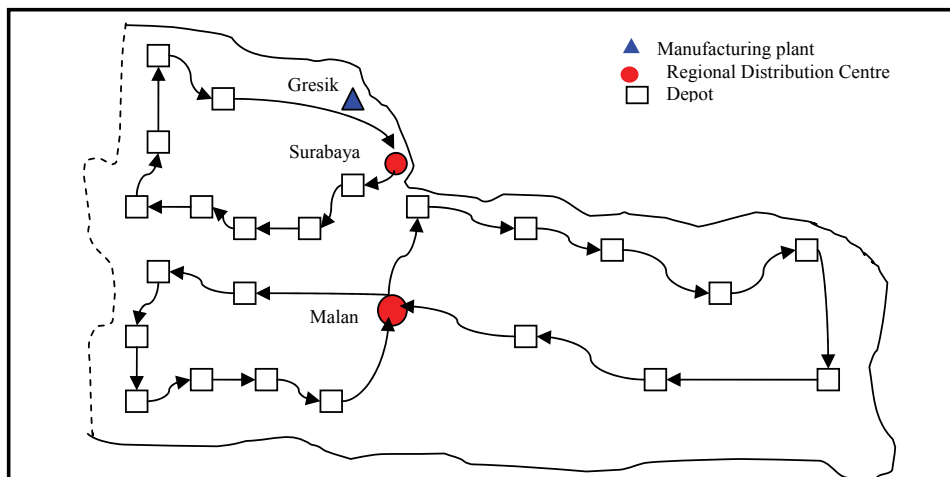 Manufacturing plant
Regional Distribution Centre
Depot
Gresik
Surabaya
Malan